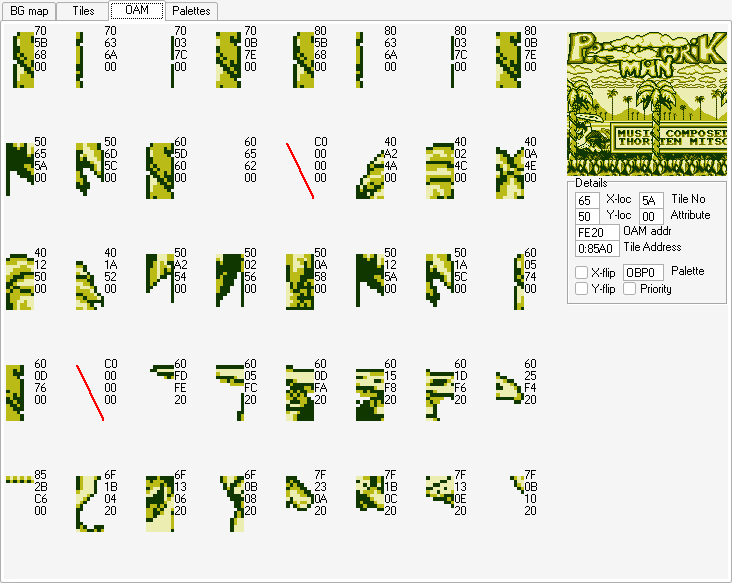 BG map Tiles OAM Palettes
70 70 70 70 80 80 80 80
5B 63 03 0B 5B 63 03 0B
68 6A 7C 7E 68 6A 7C 7E
00 00 00 00 00 00 00 00
50 50 60 60 C0 40 40 40
65 6D 5D 65 00 A2 02 0A
5A 5C 60 62 00 4A 4C 4E
00 00 00 00 00 00 00 00
40 40 50 50 50 50 50 60
12 1A A2 02 0A 12 1A 05
50 52 54 56 58 5A 5C 74
00 00 00 00 00 00 00 00
60 C0 60 60 60 60 60 60
0D 00 FD 05 0D 15 1D 25
76 00 FE FC FA F8 F6 F4
00 00 20 20 20 20 20 20
85 6F 6F 6F 7F 7F 7F 7F
2B 1B 13 0B 23 1B 13 0B
C6 04 06 08 0A 0C 0E 10
00 20 20 20 20 20 20 20
MAN
MUSIC COMPOSED
TEN MITSC
Details
65 X-loc 5A Tile No
50 Y-loc 00 Attribute
FE20 OAM addr
0:85A0 Tile Address
X-flip OBP0 Palette
Y-flip Priority